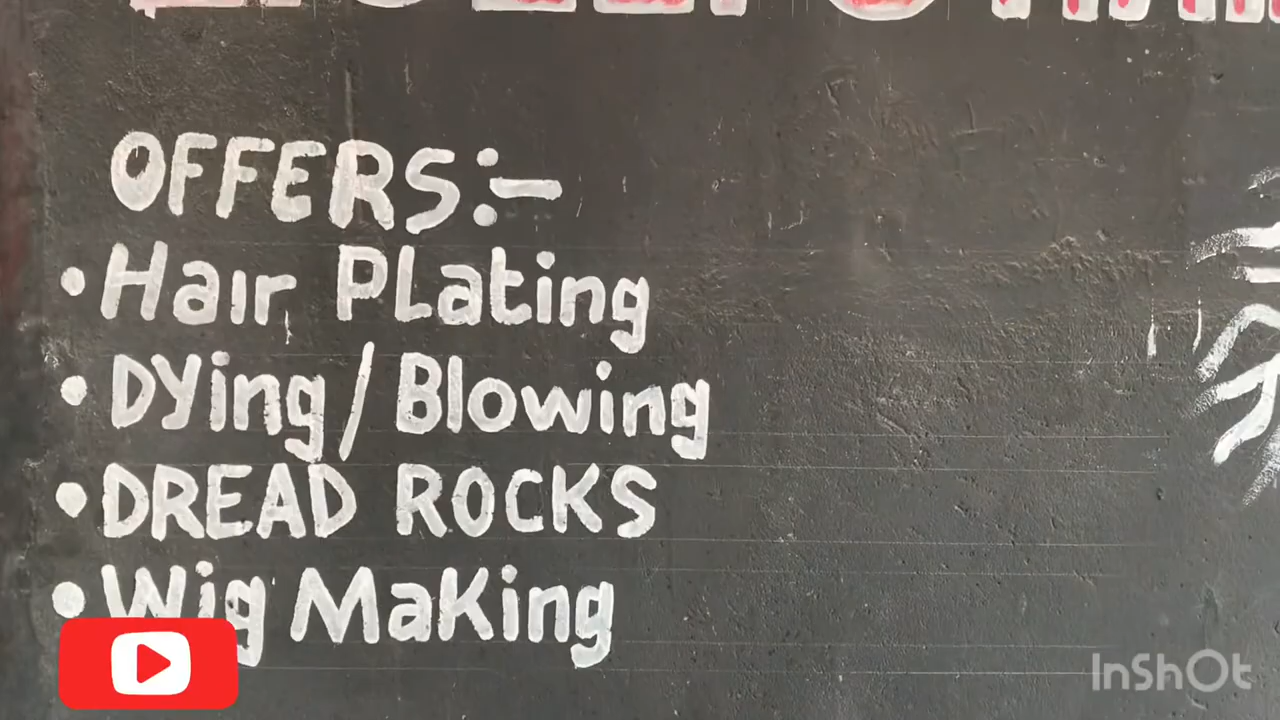 OFFERS:-
• Hair PLating
• DYing / Blowing
• DREAD ROCKS
• Wig MaKing
InShOt